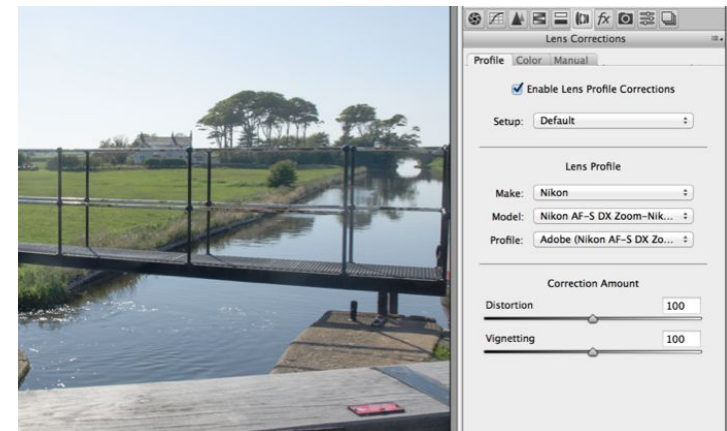 Lens Corrections
Profile Color Manual
Enable Lens Profile Corrections
Setup: Default
Lens Profile
Make: Nikon
Model: Nikon AF-S DX Zoom-Nik...
Profile: Adobe (Nikon AF-S DX Zo...
Correction Amount
Distortion 100
Vignetting 100